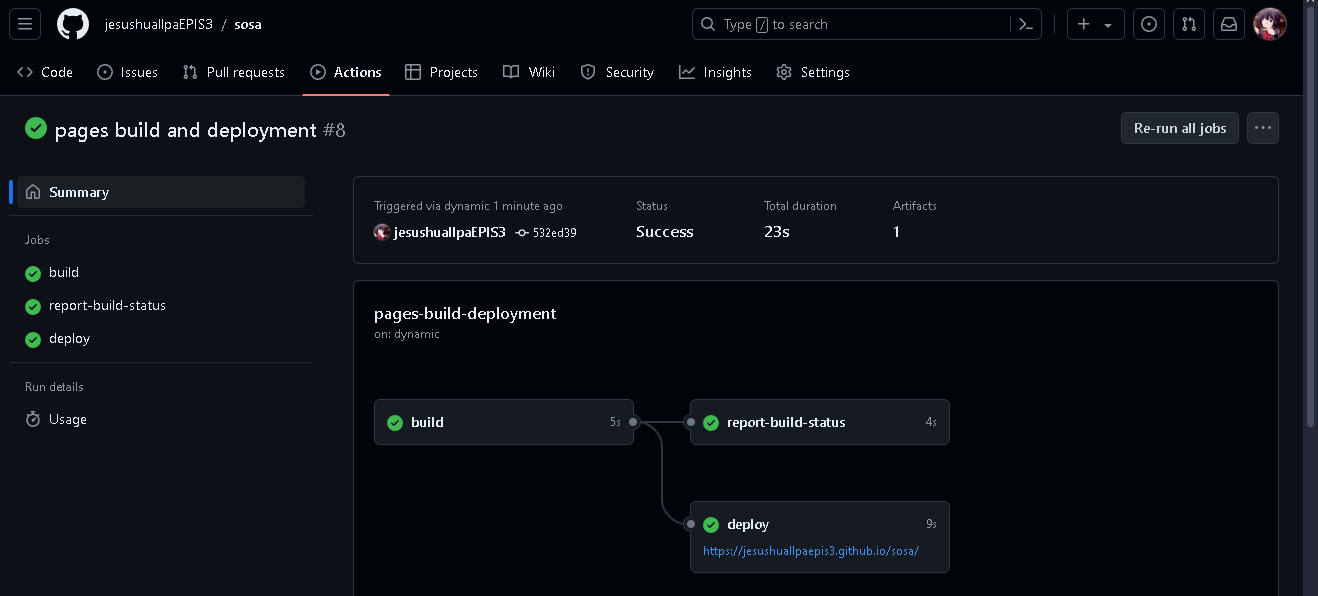 jesushuallpaEPIS3 / sosa
Type / to search
Code Issues Pull requests Actions Projects Wiki Security Insights Settings
pages build and deployment #8
Re-run all jobs
Summary
Jobs
build
report-build-status
deploy
Run details
Usage
Triggered via dynamic 1 minute ago
jesushuallpaEPIS3 532ed39
Status
Success
Total duration
23s
Artifacts
1
pages-build-deployment
on: dynamic
build 5s
report-build-status 4s
deploy 9s
https://jesushuallpaepis3.github.io/sosa/